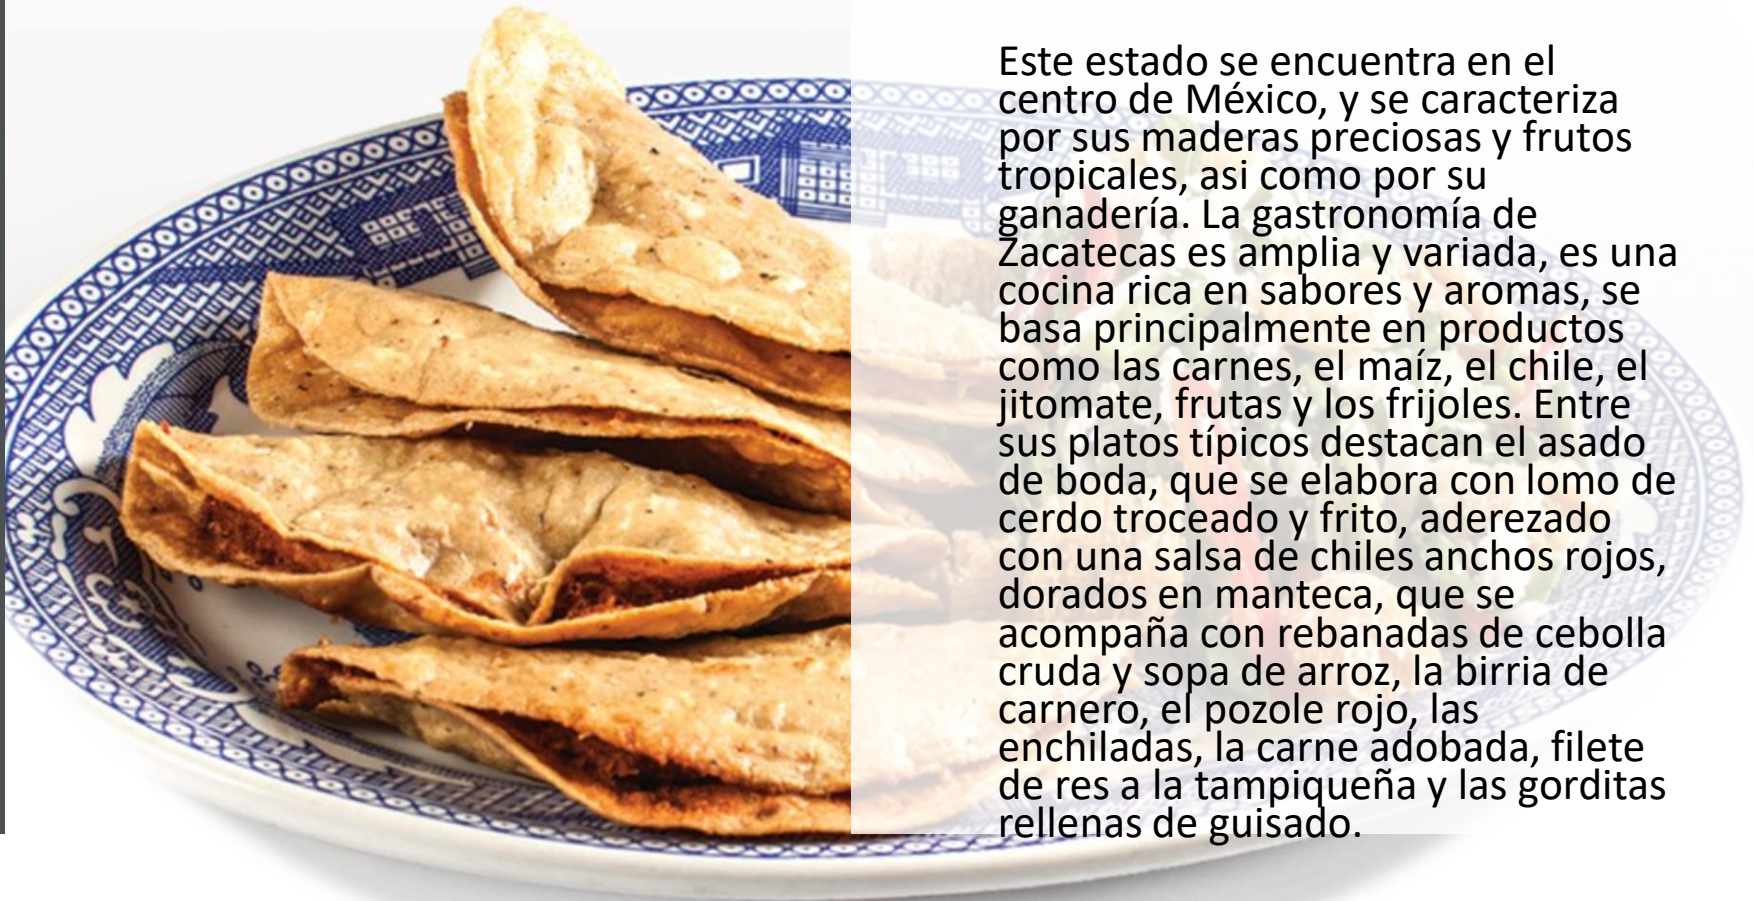 Este estado se encuentra en el
centro de México, y se caracteriza
por sus maderas preciosas y frutos
tropicales, asi como por su
ganadería. La gastronomía de
Zacatecas es amplia y variada, es una
cocina rica en sabores y aromas, se
basa principalmente en productos
como las carnes, el maíz, el chile, el
jitomate, frutas y los frijoles. Entre
sus platos típicos destacan el asado
de boda, que se elabora con lomo de
cerdo troceado y frito, aderezado
con una salsa de chiles anchos rojos,
dorados en manteca, que se
acompaña con rebanadas de cebolla
cruda y sopa de arroz, la birria de
carnero, el pozole rojo, las
enchiladas, la carne adobada, filete
de res a la tampiqueña y las gorditas
rellenas de guisado.